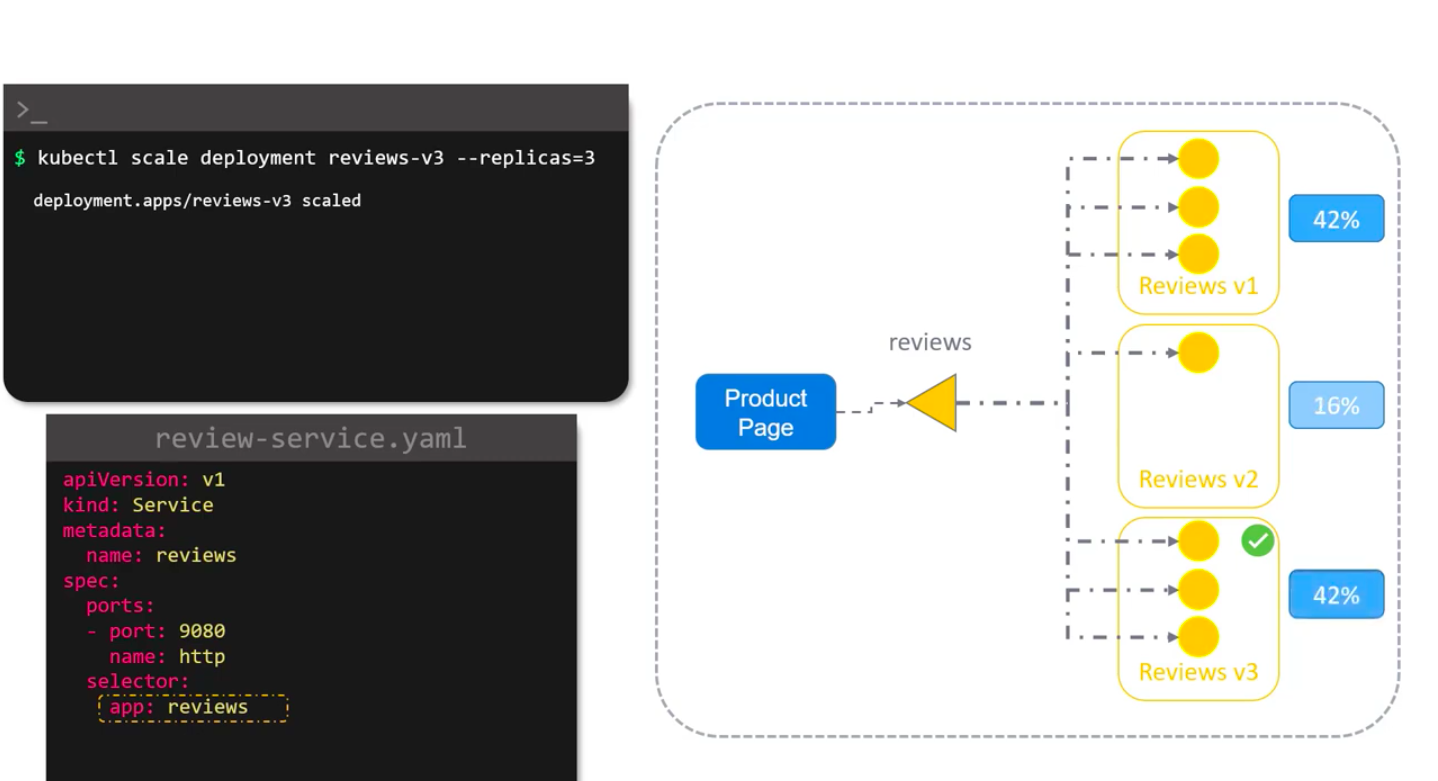 >_
$ kubectl scale deployment reviews-v3 --replicas=3
deployment.apps/reviews-v3 scaled
review-service.yaml
apiVersion: v1
kind: Service
metadata:
  name: reviews
spec:
  ports:
  - port: 9080
    name: http
  selector:
    app: reviews
Product
Page
reviews
Reviews v1
42%
Reviews v2
16%
Reviews v3
42%